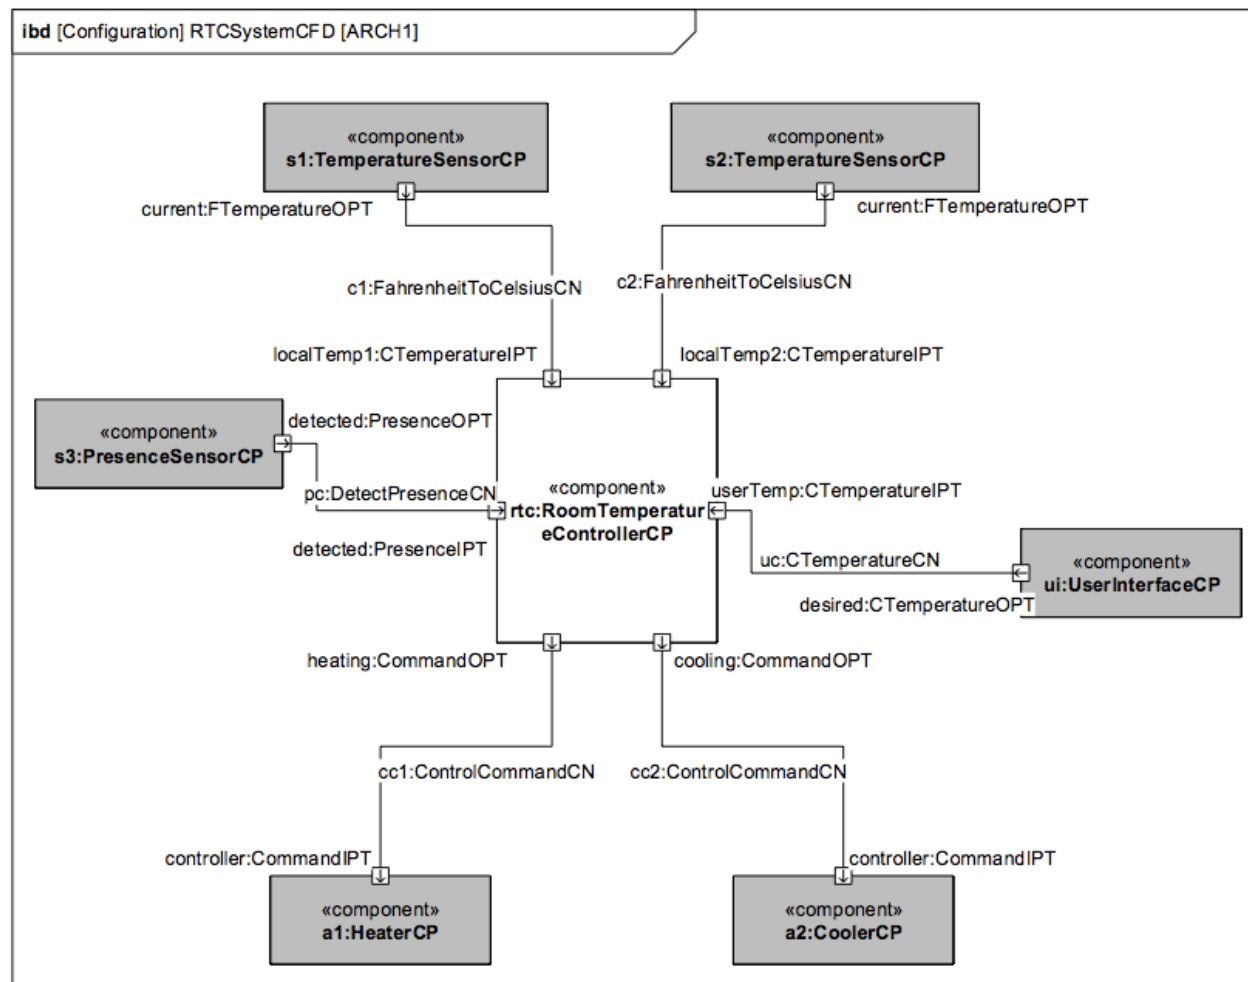 ibd [Configuration] RTCSystemCFD [ARCH1]
«component»
s1:TemperatureSensorCP
«component»
s2:TemperatureSensorCP
current:FTemperatureOPT
current:FTemperatureOPT
c1:FahrenheitToCelsiusCN
c2:FahrenheitToCelsiusCN
localTemp1:CTemperatureIPT
localTemp2:CTemperatureIPT
«component»
s3:PresenceSensorCP
detected:PresenceOPT
pc:DetectPresenceCN
detected:PresenceIPT
«component»
rtc:RoomTemperatur
eControllerCP
userTemp:CTemperatureIPT
uc:CTemperatureCN
«component»
ui:UserInterfaceCP
desired:CTemperatureOPT
heating:CommandOPT
cooling:CommandOPT
cc1:ControlCommandCN
cc2:ControlCommandCN
controller:CommandIPT
controller:CommandIPT
«component»
a1:HeaterCP
«component»
a2:CoolerCP